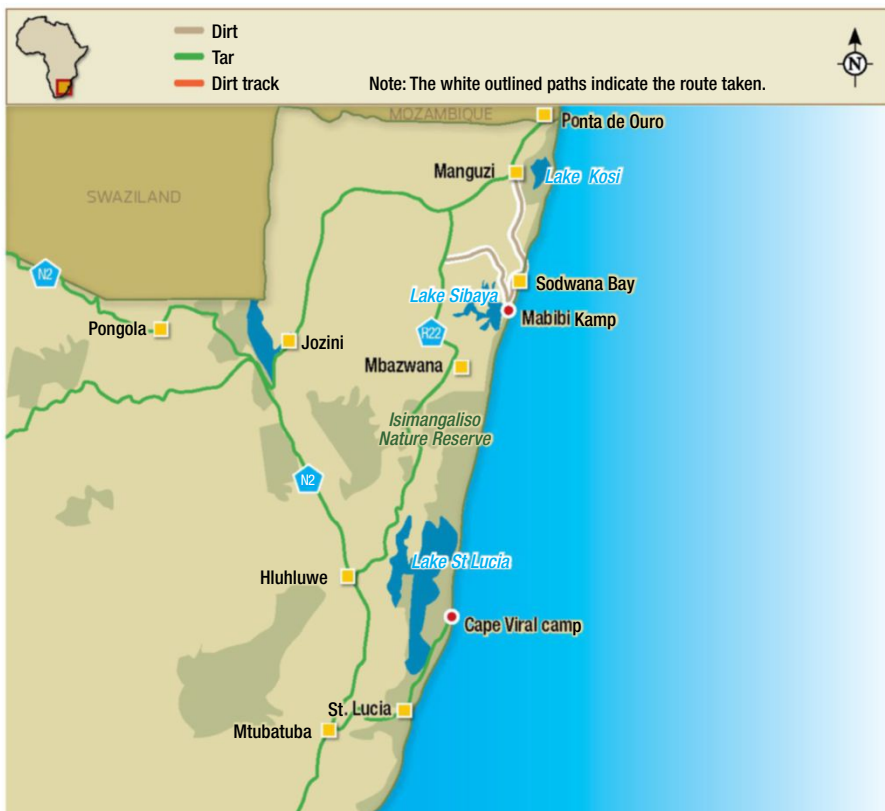 Dirt
Tar
Dirt track
Note: The white outlined paths indicate the route taken.
N
MOZAMBIQUE
Ponta de Ouro
Manguzi
Lake Kosi
SWAZILAND
N2
Sodwana Bay
Lake Sibaya
Mabibi Kamp
Pongola
Jozini
R22
Mbazwana
Isimangaliso
Nature Reserve
N2
Lake St Lucia
Hluhluwe
Cape Viral camp
St. Lucia
Mtubatuba